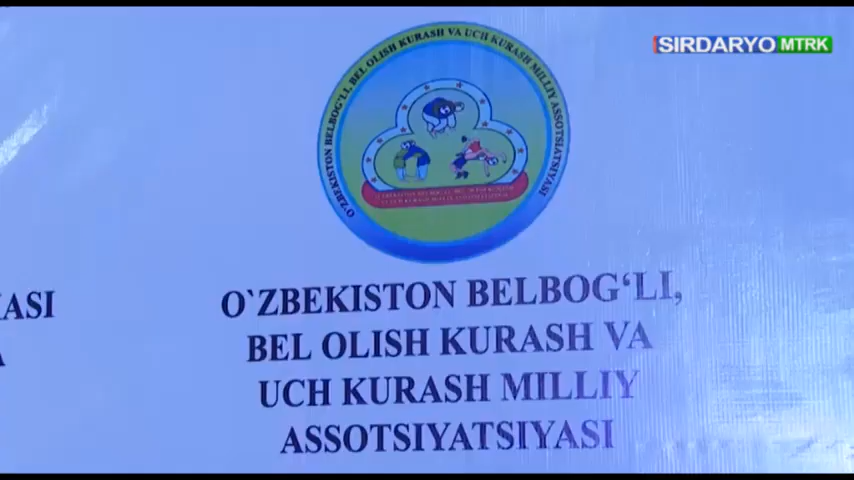 SIRDARYO MTRK
O'ZBEKISTON BELBOG'LI, BEL OLISH KURASH VA UCH KURASH MILLIY ASSOTSIATSIYASI
ASI
O`ZBEKISTON BELBOG‘LI,
BEL OLISH KURASH VA
UCH KURASH MILLIY
ASSOTSIYATSIYASI